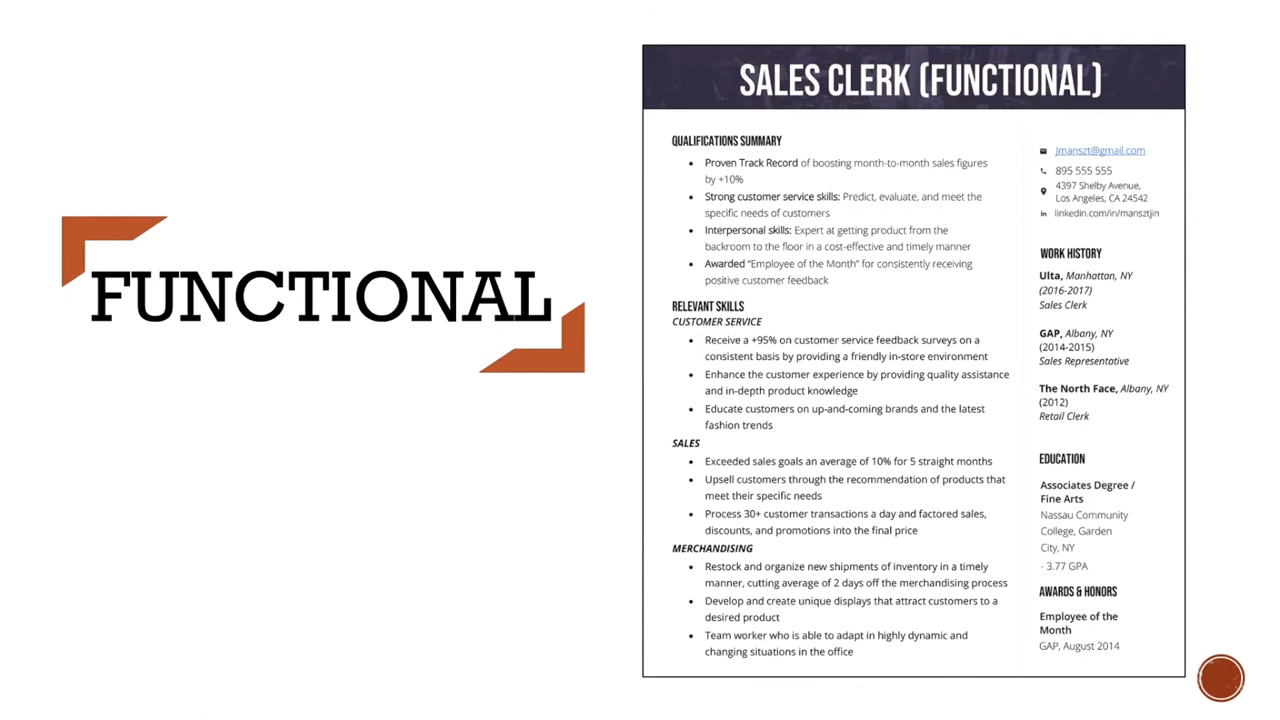 FUNCTIONAL
SALES CLERK (FUNCTIONAL)
QUALIFICATIONS SUMMARY
• Proven Track Record of boosting month-to-month sales figures
by +10%
• Strong customer service skills: Predict, evaluate, and meet the
specific needs of customers
• Interpersonal skills: Expert at getting product from the
backroom to the floor in a cost-effective and timely manner
• Awarded “Employee of the Month” for consistently receiving
positive customer feedback
RELEVANT SKILLS
CUSTOMER SERVICE
• Receive a +95% on customer service feedback surveys on a
consistent basis by providing a friendly in-store environment
• Enhance the customer experience by providing quality assistance
and in-depth product knowledge
• Educate customers on up-and-coming brands and the latest
fashion trends
SALES
• Exceeded sales goals an average of 10% for 5 straight months
• Upsell customers through the recommendation of products that
meet their specific needs
• Process 30+ customer transactions a day and factored sales,
discounts, and promotions into the final price
MERCHANDISING
• Restock and organize new shipments of inventory in a timely
manner, cutting average of 2 days off the merchandising process
• Develop and create unique displays that attract customers to a
desired product
• Team worker who is able to adapt in highly dynamic and
changing situations in the office
Jmanszt@gmail.com
895 555 555
4397 Shelby Avenue,
Los Angeles, CA 24542
in linkedin.com/in/mansztjin
WORK HISTORY
Ulta, Manhattan, NY
(2016-2017)
Sales Clerk
GAP, Albany, NY
(2014-2015)
Sales Representative
The North Face, Albany, NY
(2012)
Retail Clerk
EDUCATION
Associates Degree /
Fine Arts
Nassau Community
College, Garden
City, NY
- 3.77 GPA
AWARDS & HONORS
Employee of the
Month
GAP, August 2014